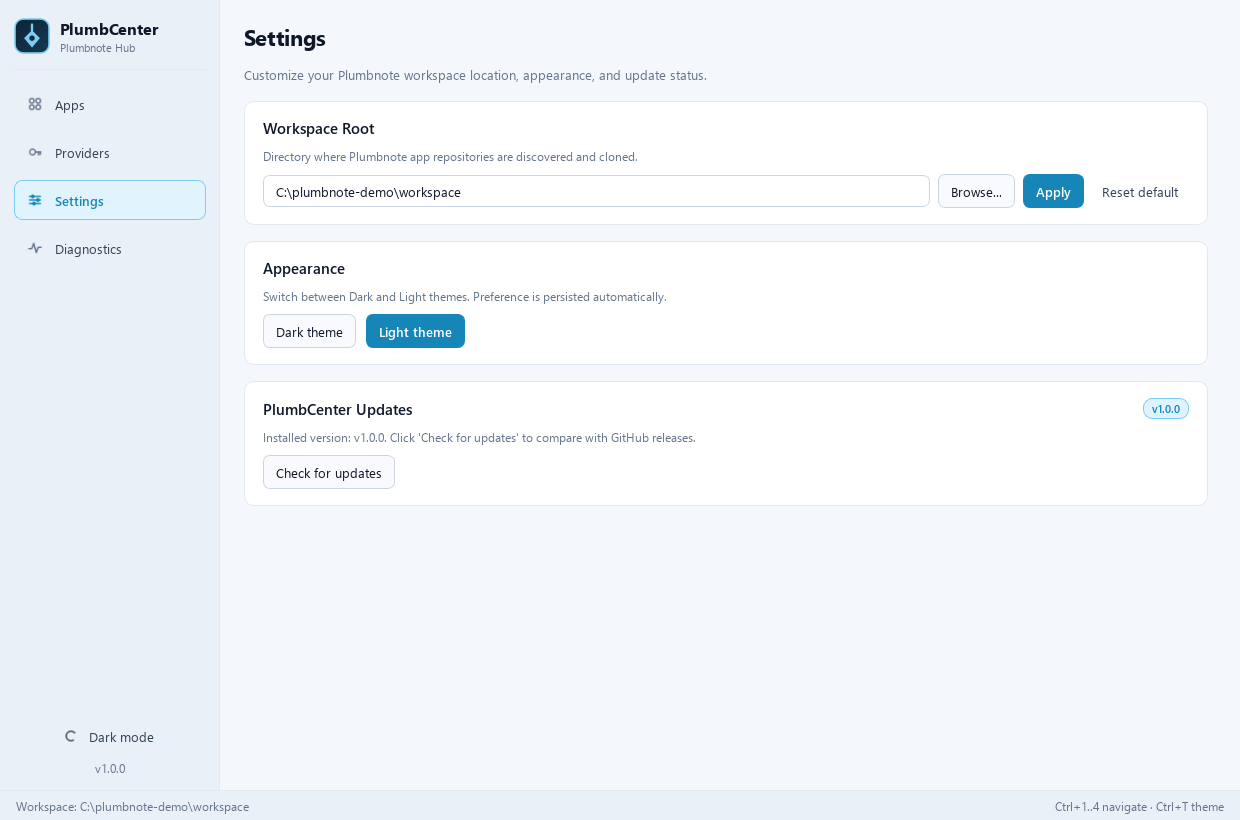 PlumbCenter
Plumbnote Hub
Apps
Providers
Settings
Diagnostics
Dark mode
v1.0.0
Settings
Customize your Plumbnote workspace location, appearance, and update status.
Workspace Root
Directory where Plumbnote app repositories are discovered and cloned.
C:\plumbnote-demo\workspace
Browse...
Apply
Reset default
Appearance
Switch between Dark and Light themes. Preference is persisted automatically.
Dark theme
Light theme
PlumbCenter Updates
v1.0.0
Installed version: v1.0.0. Click 'Check for updates' to compare with GitHub releases.
Check for updates
Workspace: C:\plumbnote-demo\workspace
Ctrl+1..4 navigate · Ctrl+T theme